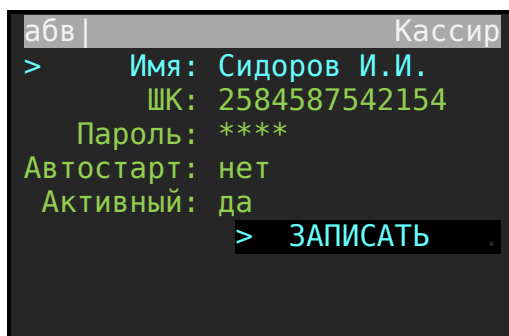 абв| Кассир
> Имя: Сидоров И.И.
ШК: 2584587542154
Пароль: ****
Автостарт: нет
Активный: да
> ЗАПИСАТЬ .